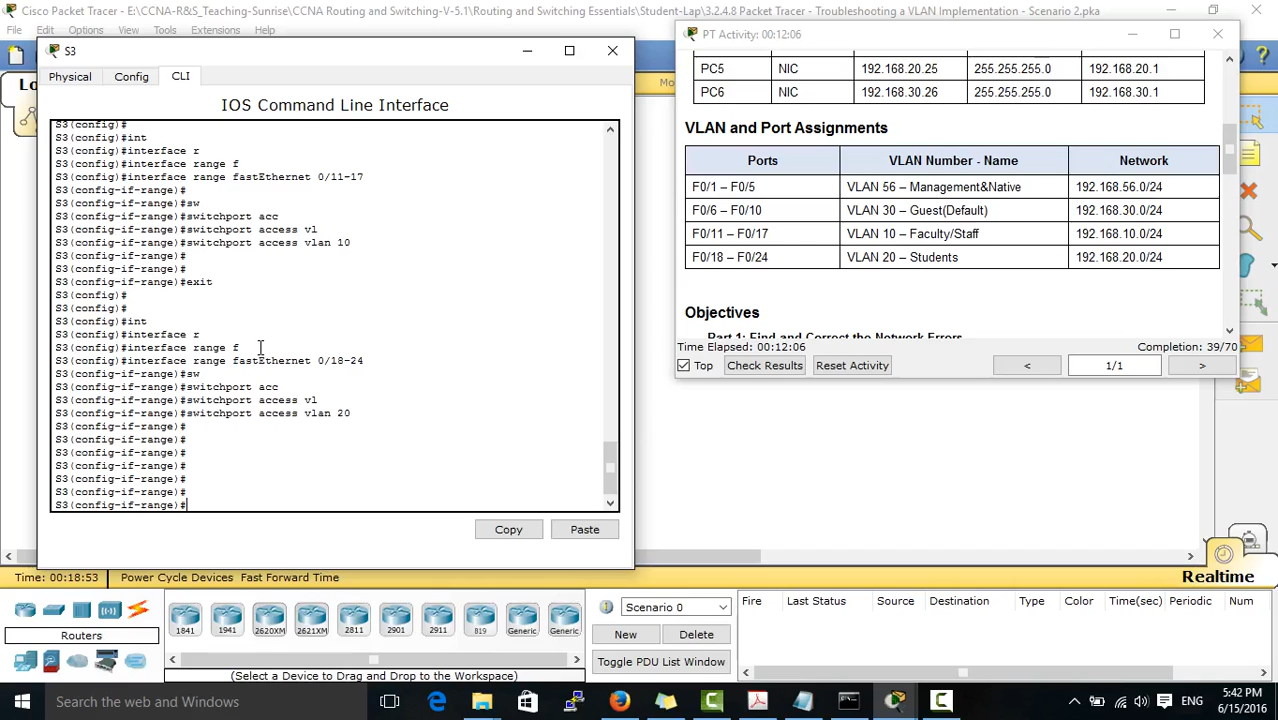 Cisco Packet Tracer - E:\CCNA-R&S_Teaching-Sunrise\CCNA Routing and Switching-V-5.1\Routing and Switching Essentials\Student-Lap\3.2.4.8 Packet Tracer - Troubleshooting a VLAN Implementation - Scenario 2.pka
File Edit Options View Tools Extensions Help
S3
Physical Config CLI
IOS Command Line Interface
S3(config)#
S3(config)#int
S3(config)#interface r
S3(config)#interface range f
S3(config)#interface range fastEthernet 0/11-17
S3(config-if-range)#
S3(config-if-range)#sw
S3(config-if-range)#switchport acc
S3(config-if-range)#switchport access vl
S3(config-if-range)#switchport access vlan 10
S3(config-if-range)#
S3(config-if-range)#
S3(config-if-range)#exit
S3(config)#
S3(config)#
S3(config)#int
S3(config)#interface r
S3(config)#interface range f
S3(config)#interface range fastEthernet 0/18-24
S3(config-if-range)#sw
S3(config-if-range)#switchport acc
S3(config-if-range)#switchport access vl
S3(config-if-range)#switchport access vlan 20
S3(config-if-range)#
S3(config-if-range)#
S3(config-if-range)#
S3(config-if-range)#
S3(config-if-range)#
S3(config-if-range)#
S3(config-if-range)#
Copy Paste
PT Activity: 00:12:06
PC5 NIC 192.168.20.25 255.255.255.0 192.168.20.1
PC6 NIC 192.168.30.26 255.255.255.0 192.168.30.1
VLAN and Port Assignments
Ports VLAN Number - Name Network
F0/1 – F0/5 VLAN 56 – Management&Native 192.168.56.0/24
F0/6 – F0/10 VLAN 30 – Guest(Default) 192.168.30.0/24
F0/11 – F0/17 VLAN 10 – Faculty/Staff 192.168.10.0/24
F0/18 – F0/24 VLAN 20 – Students 192.168.20.0/24
Objectives
Part 1: Find and Correct the Network Errors
Time Elapsed: 00:12:06 Completion: 39/70
Top Check Results Reset Activity < 1/1 >
Time: 00:18:53 Power Cycle Devices Fast Forward Time Realtime
Routers
1841 1941 2620XM 2621XM 2811 2901 2911 819 Generic Generic
(Select a Device to Drag and Drop to the Workspace)
Scenario 0
New Delete
Toggle PDU List Window
Fire Last Status Source Destination Type Color Time(sec) Periodic Num
Search the web and Windows
ENG
5:42 PM
6/15/2016